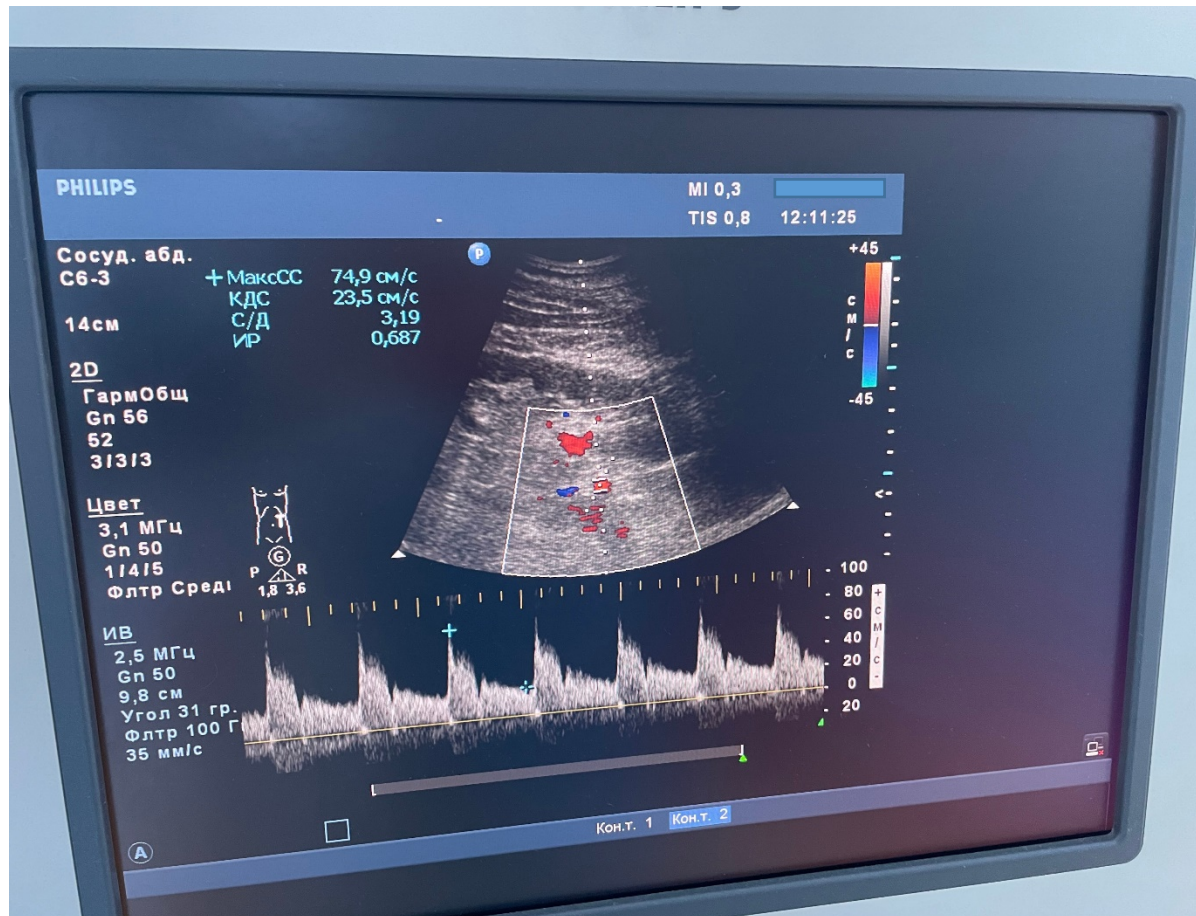 PHILIPS
MI 0,3
TIS 0,8 12:11:25
Сосуд. абд.
C6-3
14см
+ МаксСС 74,9 см/с
КДС 23,5 см/с
С/Д 3,19
ИР 0,687
P
+45
см/с
-45
2D
ГармОбщ
Gn 56
52
3/3/3
Цвет
3,1 МГц
Gn 50
1/4/5
Флтр Сред
G
P R
1,8 3,6
ИВ
2,5 МГц
Gn 50
9,8 см
Угол 31 гр.
Флтр 100 Г
35 мм/с
100
80
60
40
20
0
20
+ см/с -
Кон.т. 1 Кон.т. 2
A